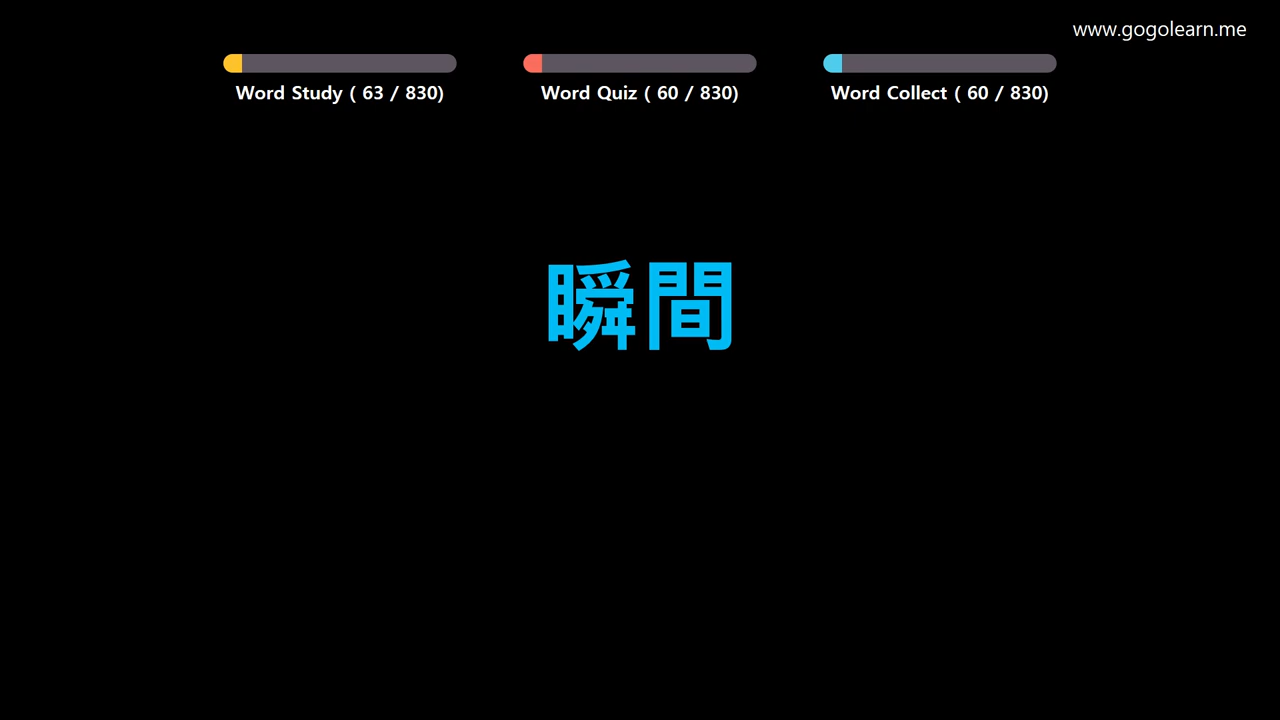 www.gogolearn.me
Word Study ( 63 / 830)
Word Quiz ( 60 / 830)
Word Collect ( 60 / 830)
瞬間